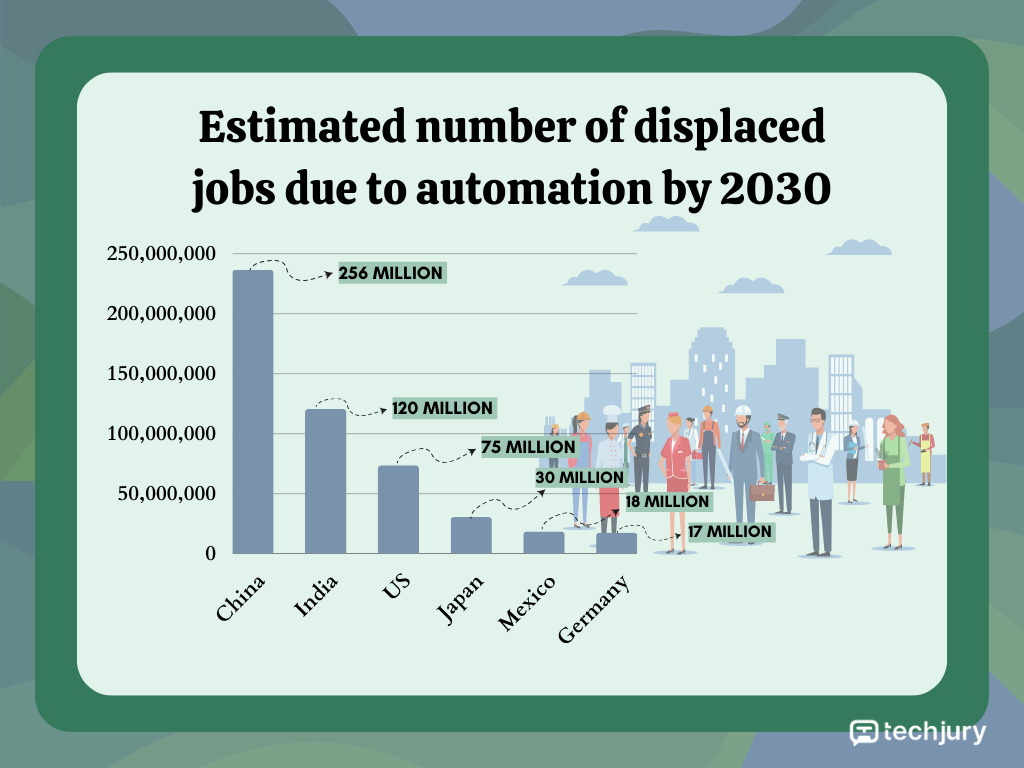 Estimated number of displaced
jobs due to automation by 2030
250,000,000
256 MILLION
200,000,000
150,000,000
120 MILLION
100,000,000
75 MILLION
30 MILLION
50,000,000
18 MILLION
17 MILLION
0
China
India
US
Japan
Mexico
Germany
techjury